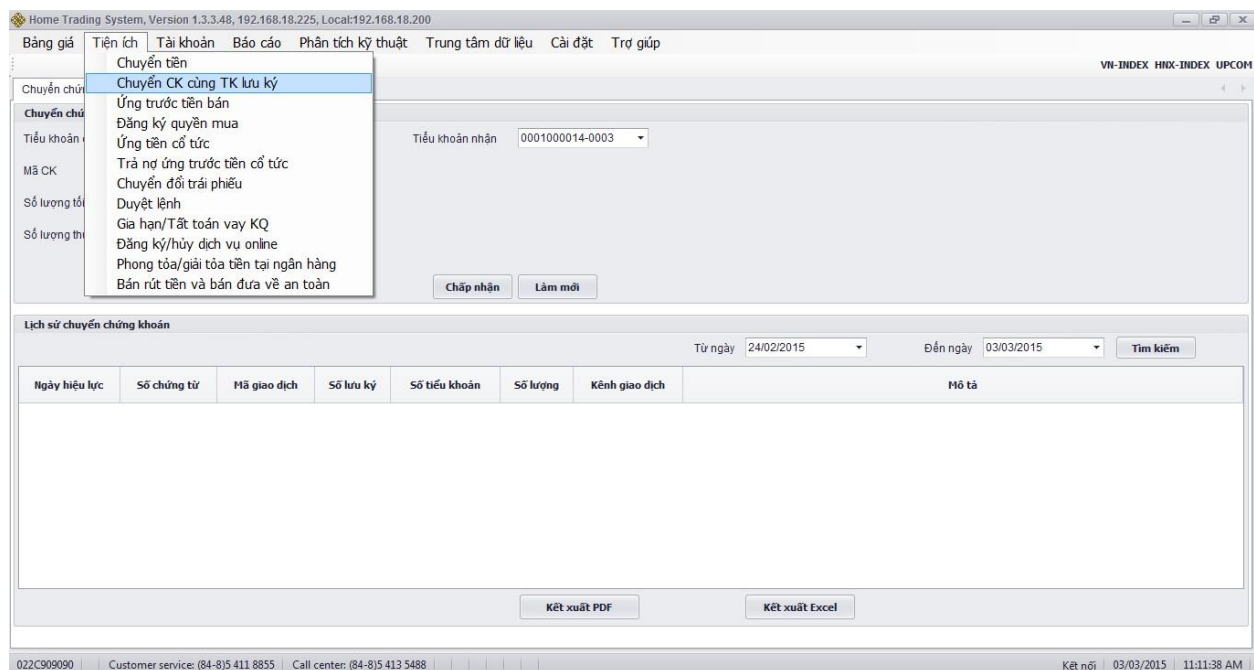 Home Trading System, Version 1.3.3.48, 192.168.18.225, Local:192.168.18.200
Bảng giá Tiện ích Tài khoản Báo cáo Phân tích kỹ thuật Trung tâm dữ liệu Cài đặt Trợ giúp
VN-INDEX HNX-INDEX UPCOM
Chuyển tiền
Chuyển CK cùng TK lưu ký
Ứng trước tiền bán
Đăng ký quyền mua
Ứng tiền cổ tức
Trả nợ ứng trước tiền cổ tức
Chuyển đổi trái phiếu
Duyệt lệnh
Gia hạn/Tất toán vay KQ
Đăng ký/hủy dịch vụ online
Phong tỏa/giải tỏa tiền tại ngân hàng
Bán rút tiền và bán đưa về an toàn
Chuyển
Chuyển
Tiểu khoản
Tiểu khoản nhận 0001000014-0003
Mã CK
Số lượng
Số lượng
Chấp nhận Làm mới
Lịch sử chuyển chứng khoán
Từ ngày 24/02/2015 Đến ngày 03/03/2015 Tìm kiếm
Ngày hiệu lực Số chứng từ Mã giao dịch Số lưu ký Số tiểu khoản Số lượng Kênh giao dịch Mô tả
Kết xuất PDF Kết xuất Excel
022C909090 Customer service: (84-8)5 411 8855 Call center: (84-8)5 413 5488 Kết nối 03/03/2015 11:11:38 AM